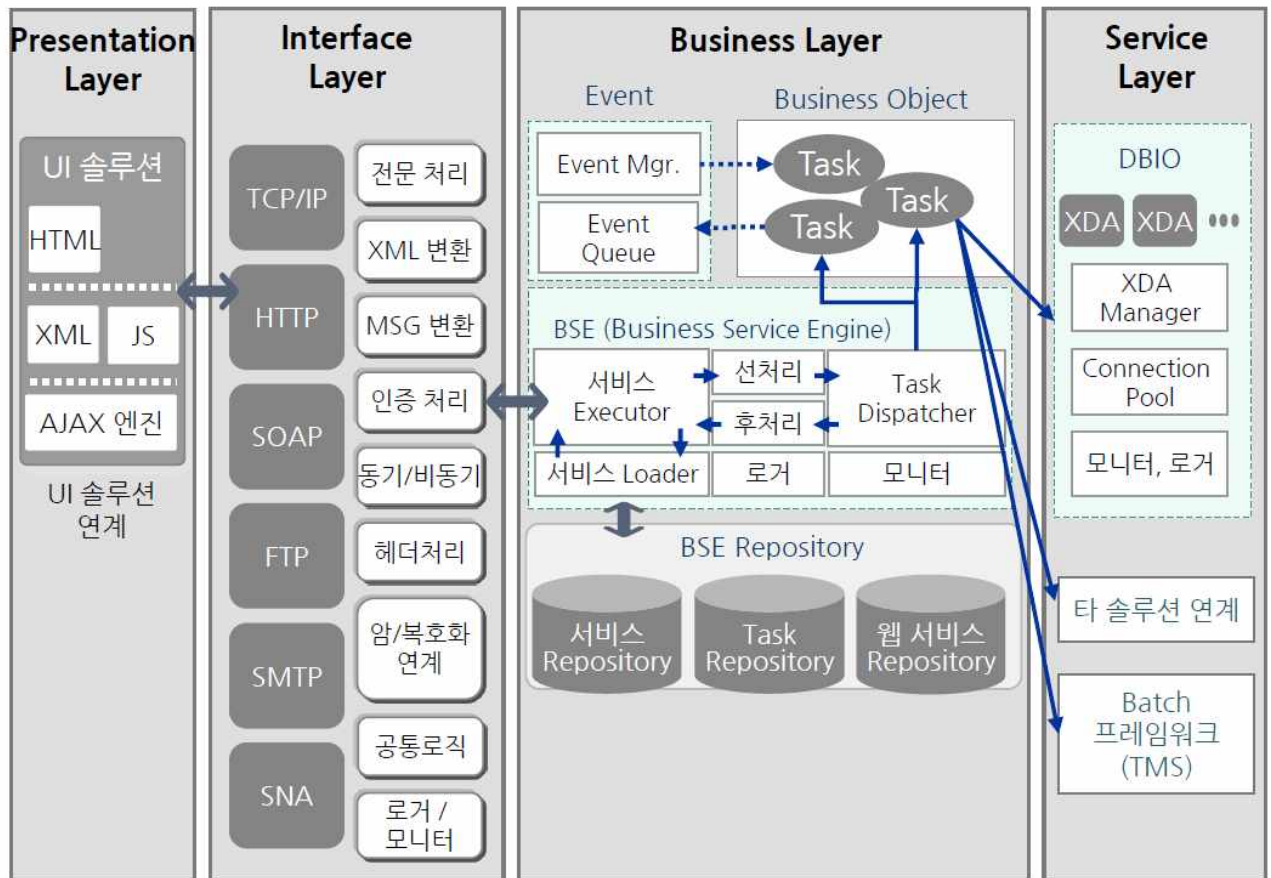 Presentation
Layer
UI 솔루션
HTML
XML
JS
AJAX 엔진
UI 솔루션
연계
Interface
Layer
TCP/IP
HTTP
SOAP
FTP
SMTP
SNA
전문 처리
XML 변환
MSG 변환
인증 처리
동기/비동기
헤더처리
암/복호화
연계
공통로직
로거 /
모니터
Business Layer
Event
Event Mgr.
Event
Queue
Business Object
Task
Task
Task
BSE (Business Service Engine)
서비스
Executor
선처리
후처리
Task
Dispatcher
서비스 Loader
로거
모니터
BSE Repository
서비스
Repository
Task
Repository
웹 서비스
Repository
Service
Layer
DBIO
XDA
XDA
XDA
Manager
Connection
Pool
모니터, 로거
타 솔루션 연계
Batch
프레임워크
(TMS)